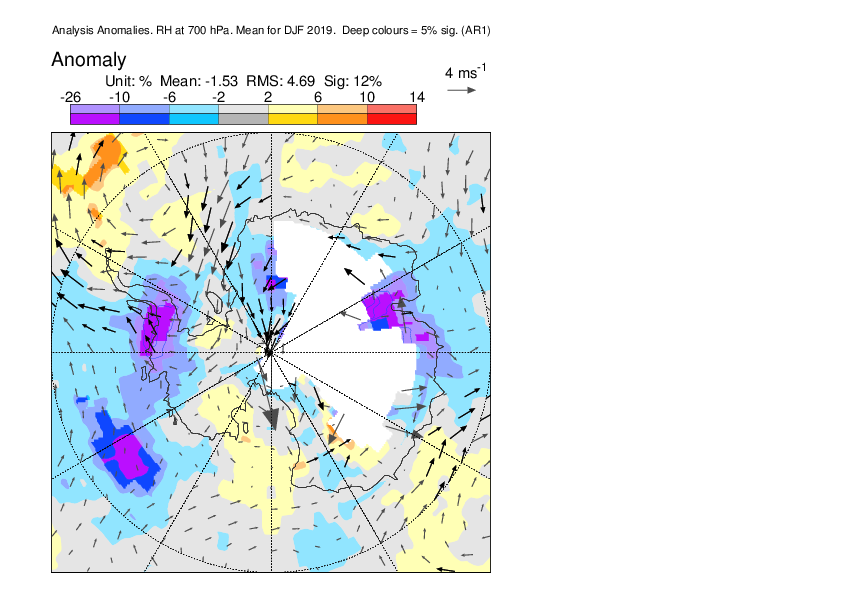 Analysis Anomalies. RH at 700 hPa. Mean for DJF 2019.  Deep colours = 5% sig. (AR1)
Anomaly
4 ms-1
Unit: %  Mean: -1.53  RMS: 4.69  Sig: 12%
-26 -10 -6 -2 2 6 10 14